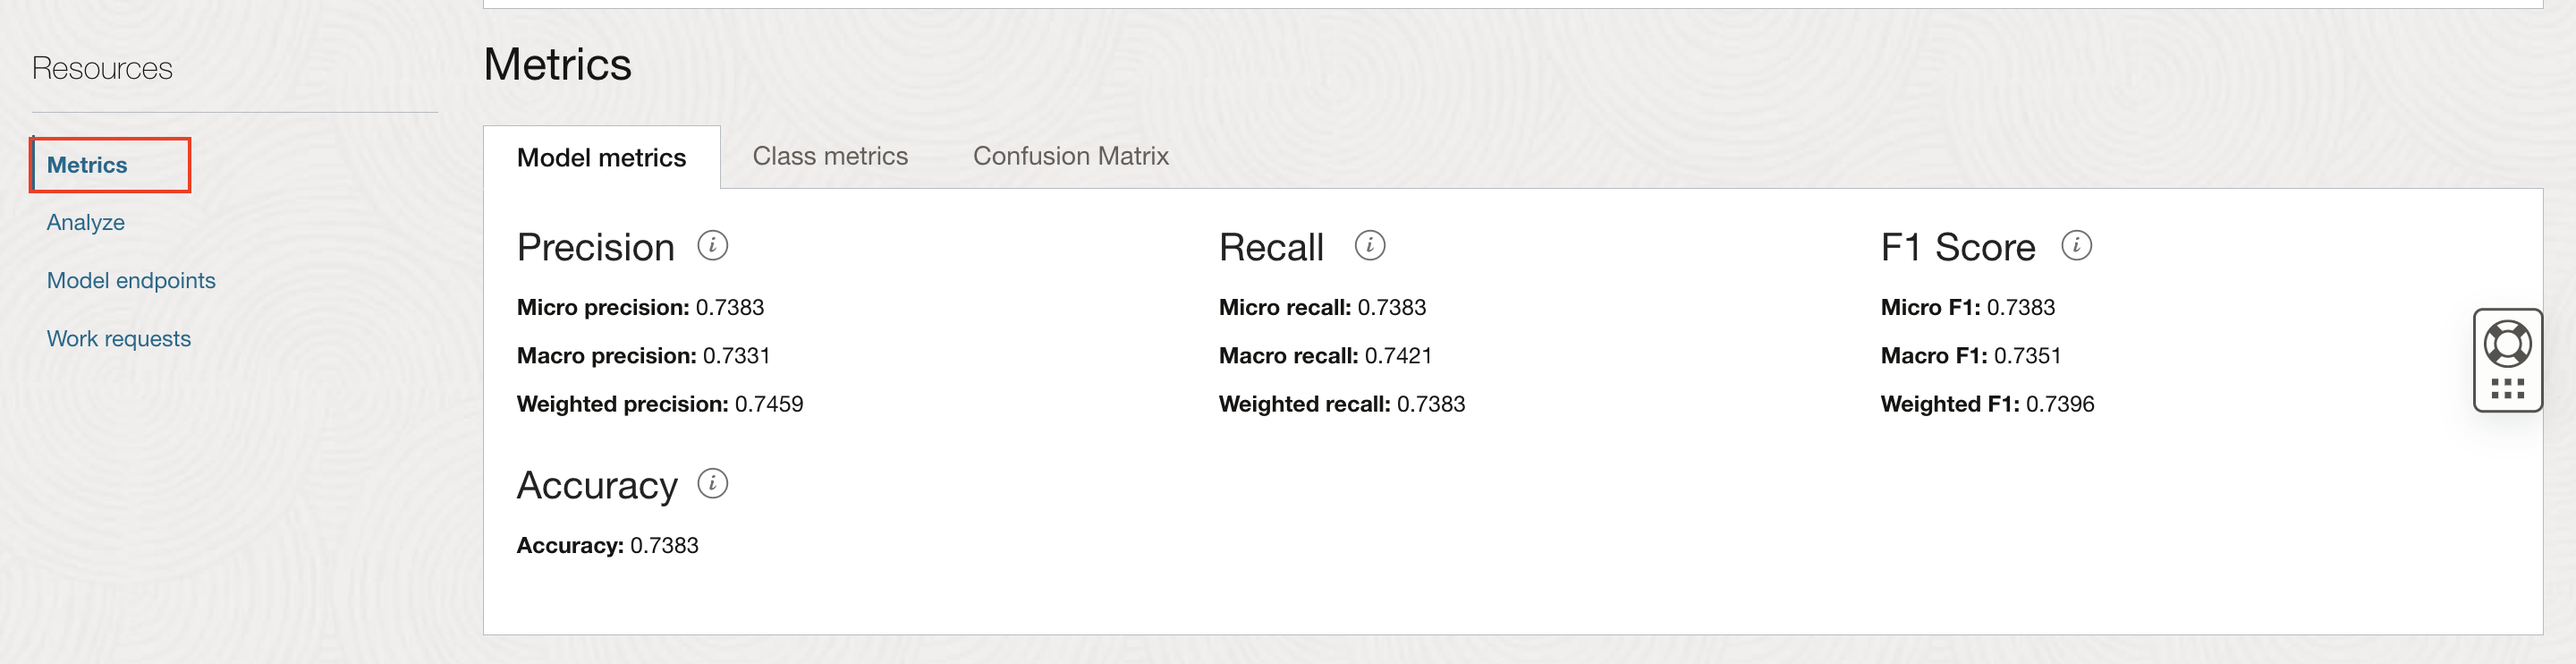 Resources
Metrics
Analyze
Model endpoints
Work requests
Metrics
Model metrics
Class metrics
Confusion Matrix
Precision
Micro precision: 0.7383
Macro precision: 0.7331
Weighted precision: 0.7459
Recall
Micro recall: 0.7383
Macro recall: 0.7421
Weighted recall: 0.7383
F1 Score
Micro F1: 0.7383
Macro F1: 0.7351
Weighted F1: 0.7396
Accuracy
Accuracy: 0.7383